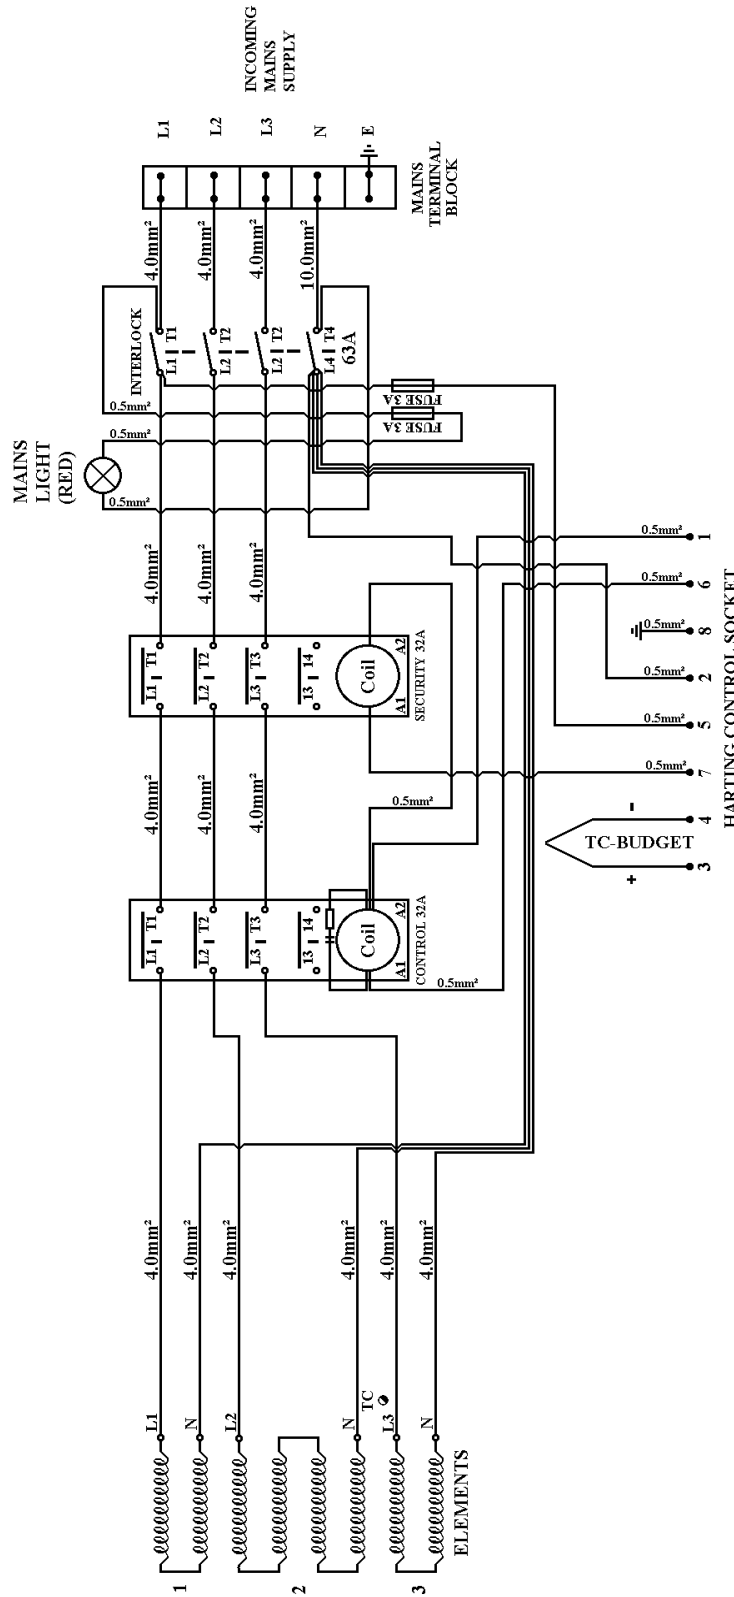 MAINS
LIGHT
(RED)
INTERLOCK
INCOMING
MAINS
SUPPLY
L1
L2
L3
N
E
MAINS
TERMINAL
BLOCK
4.0mm²
4.0mm²
4.0mm²
10.0mm²
L1 T1
L2 T2
L2 T2
L4 T4
63A
FUSE 3A
FUSE 3A
0.5mm²
0.5mm²
0.5mm²
4.0mm²
4.0mm²
4.0mm²
L1 T1
L2 T2
L3 T3
13 14
Coil
A1 A2
SECURITY 32A
4.0mm²
4.0mm²
4.0mm²
L1 T1
L2 T2
L3 T3
13 14
Coil
A1 A2
CONTROL 32A
0.5mm²
0.5mm²
4.0mm²
4.0mm²
4.0mm²
4.0mm²
4.0mm²
4.0mm²
L1
N
L2
N
TC
L3
N
1
2
3
ELEMENTS
+ -
TC-BUDGET
0.5mm²
0.5mm²
0.5mm²
0.5mm²
0.5mm²
0.5mm²
3 4 7 5 2 8 6 1
HARTING CONTROL SOCKET